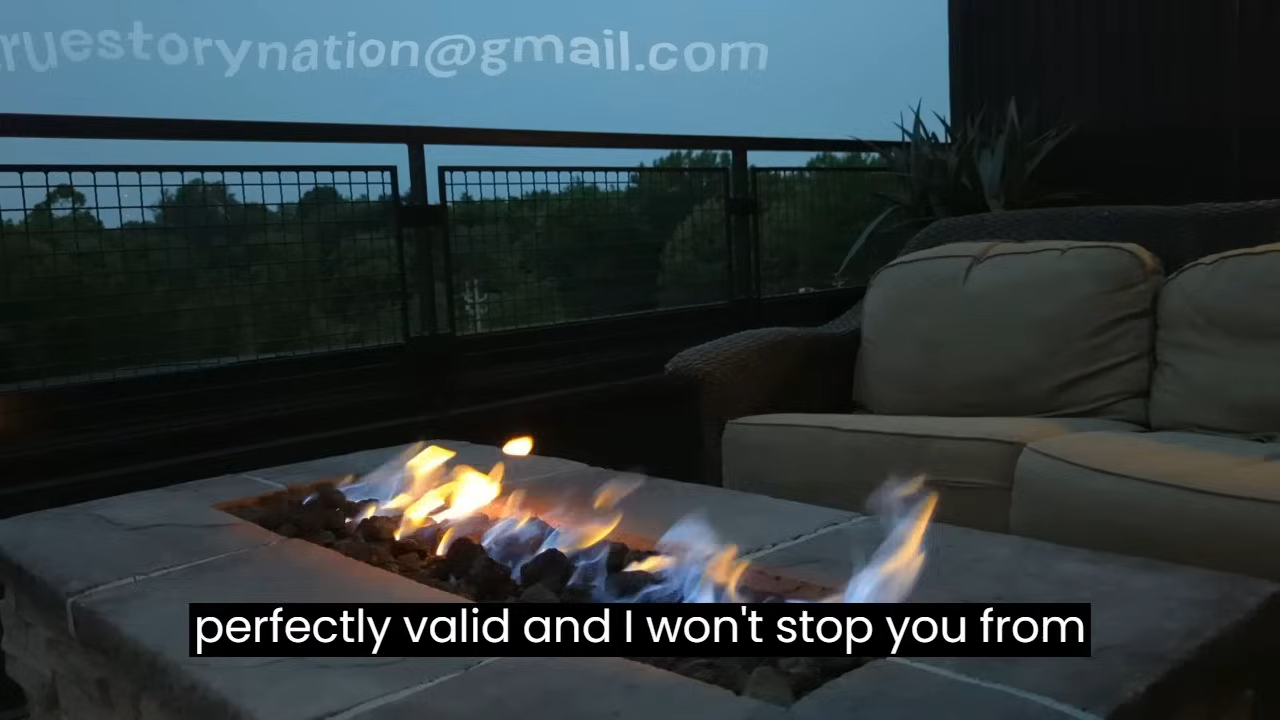 ruestorynation@gmail.com
perfectly valid and I won't stop you from